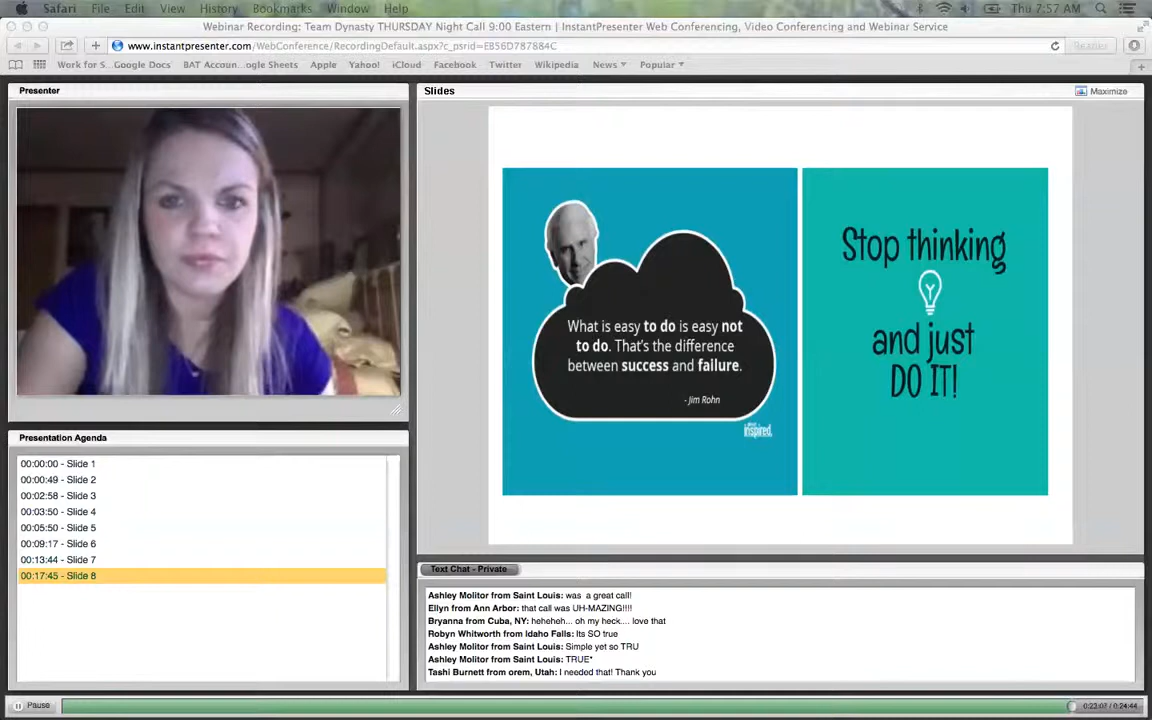 Safari File Edit View History Bookmarks Window Help
Thu 7:57 AM
Webinar Recording: Team Dynasty THURSDAY Night Call 9:00 Eastern | InstantPresenter Web Conferencing, Video Conferencing and Webinar Service
www.instantpresenter.com/WebConference/RecordingDefault.aspx?c_psrid=EB56D787884C
Reader
Work for S... Google Docs BAT Accoun...ogle Sheets Apple Yahoo! iCloud Facebook Twitter Wikipedia News Popular
Presenter
Slides
Maximize
What is easy to do is easy not
to do. That's the difference
between success and failure.
- Jim Rohn
inspired.
Stop thinking
and just
DO IT!
Presentation Agenda
00:00:00 - Slide 1
00:00:49 - Slide 2
00:02:58 - Slide 3
00:03:50 - Slide 4
00:05:50 - Slide 5
00:09:17 - Slide 6
00:13:44 - Slide 7
00:17:45 - Slide 8
Text Chat - Private
Ashley Molitor from Saint Louis: was a great call!
Ellyn from Ann Arbor: that call was UH-MAZING!!!!
Bryanna from Cuba, NY: heheheh... oh my heck.... love that
Robyn Whitworth from Idaho Falls: Its SO true
Ashley Molitor from Saint Louis: Simple yet so TRU
Ashley Molitor from Saint Louis: TRUE*
Tashi Burnett from orem, Utah: I needed that! Thank you
Pause
0:23:07 / 0:24:44